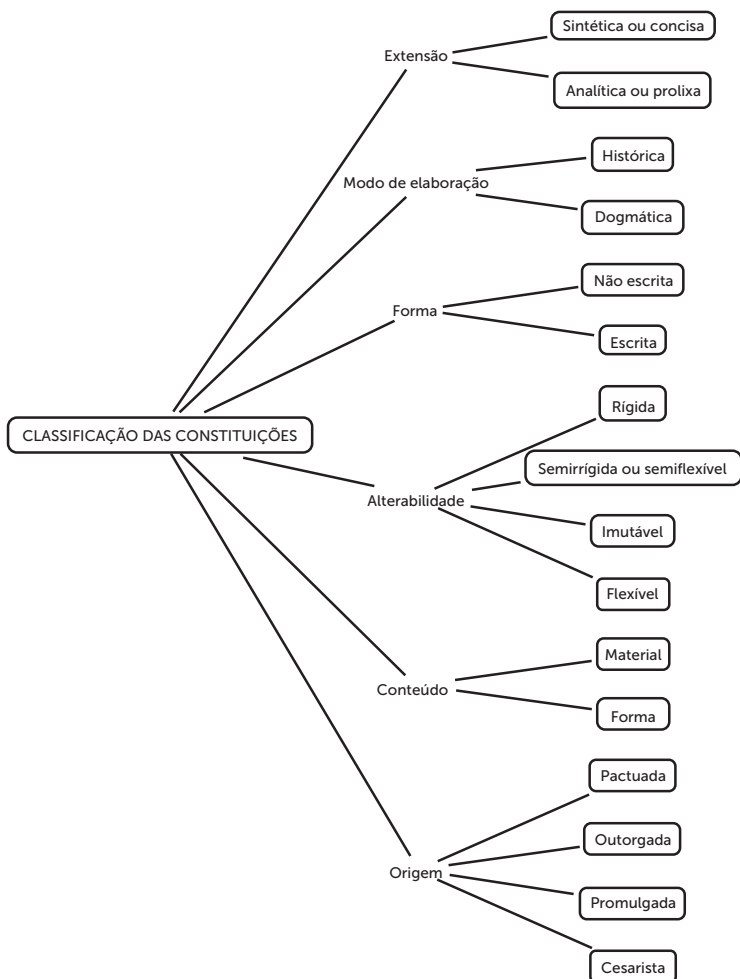 Sintética ou concisa
Extensão
Analítica ou prolixa
Histórica
Modo de elaboração
Dogmática
Não escrita
Forma
Escrita
Rígida
CLASSIFICAÇÃO DAS CONSTITUIÇÕES
Semirrígida ou semiflexível
Alterabilidade
Imutável
Flexível
Material
Conteúdo
Forma
Pactuada
Outorgada
Origem
Promulgada
Cesarista